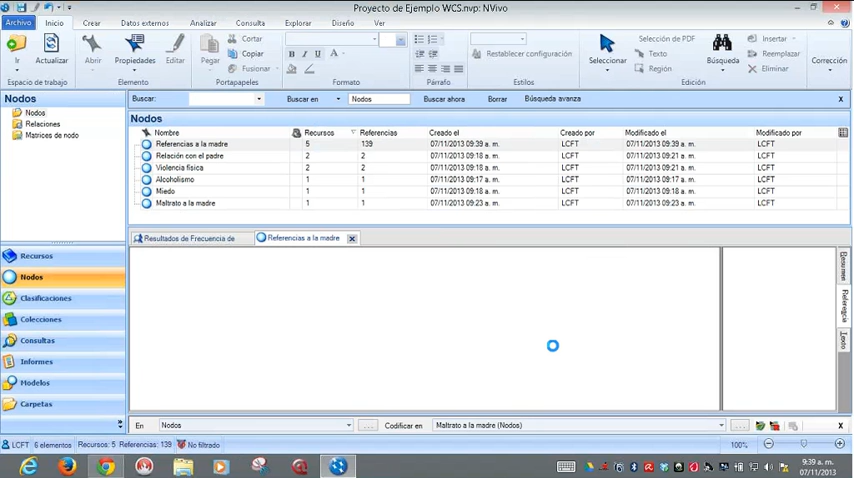 Proyecto de Ejemplo WCS.nvp: NVivo
Archivo Inicio Crear Datos externos Analizar Consulta Explorar Diseño Ver
Ir Actualizar Abrir Propiedades Editar Pegar Cortar Copiar Fusionar
B I U A
Restablecer configuración
Seleccionar Selección de PDF Texto Región
Búsqueda Insertar Reemplaz... Eliminar Corrección
Espacio de trabajo Elemento Portapapeles Formato Párrafo Estilos Edición
Nodos
Buscar: Buscar en Nodos Buscar ahora Borrar Búsqueda avanza x
Nodos
Relaciones
Matrices de nodo
Nodos
Nombre Recursos Referencias Creado el Creado por Modificado el Modificado por
Referencias a la madre 5 139 07/11/2013 09:39 a. m. LCFT 07/11/2013 09:39 a. m. LCFT
Relación con el padre 2 2 07/11/2013 09:18 a. m. LCFT 07/11/2013 09:21 a. m. LCFT
Violencia física 2 2 07/11/2013 09:18 a. m. LCFT 07/11/2013 09:21 a. m. LCFT
Alcoholismo 1 1 07/11/2013 09:17 a. m. LCFT 07/11/2013 09:17 a. m. LCFT
Miedo 1 1 07/11/2013 09:18 a. m. LCFT 07/11/2013 09:18 a. m. LCFT
Maltrato a la madre 1 1 07/11/2013 09:23 a. m. LCFT 07/11/2013 09:23 a. m. LCFT
Resultados de Frecuencia de Referencias a la madre
Resumen
Referencia
Texto
Recursos
Nodos
Clasificaciones
Colecciones
Consultas
Informes
Modelos
Carpetas
En Nodos ... Codificar en Maltrato a la madre (Nodos) ... x
LCFT 6 elementos Recursos: 5 Referencias: 139 No filtrado 100%
9:39 a. m.
07/11/2013